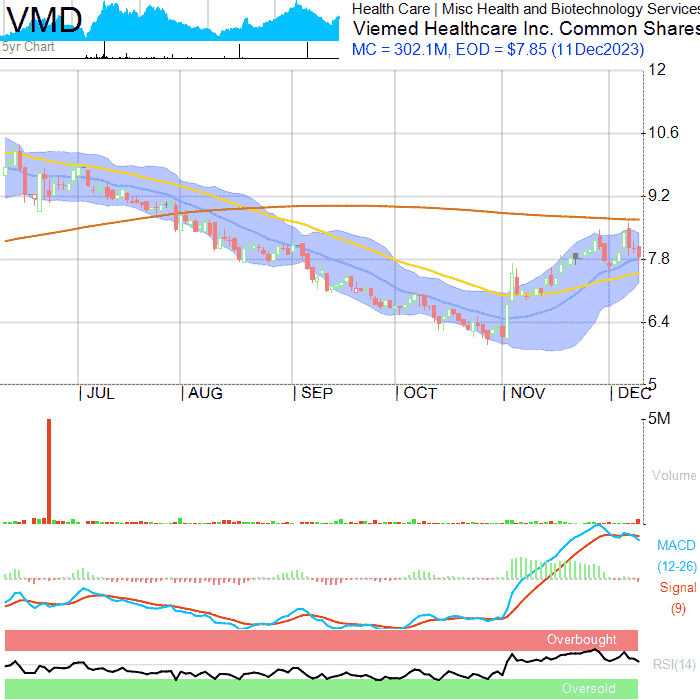 VMD
5yr Chart
Health Care | Misc Health and Biotechnology Services
Viemed Healthcare Inc. Common Shares
MC = 302.1M, EOD = $7.85 (11Dec2023)
12
10.6
9.2
7.8
6.4
5
JUL
AUG
SEP
OCT
NOV
DEC
5M
Volume
MACD
(12-26)
Signal
(9)
Overbought
RSI(14)
Oversold